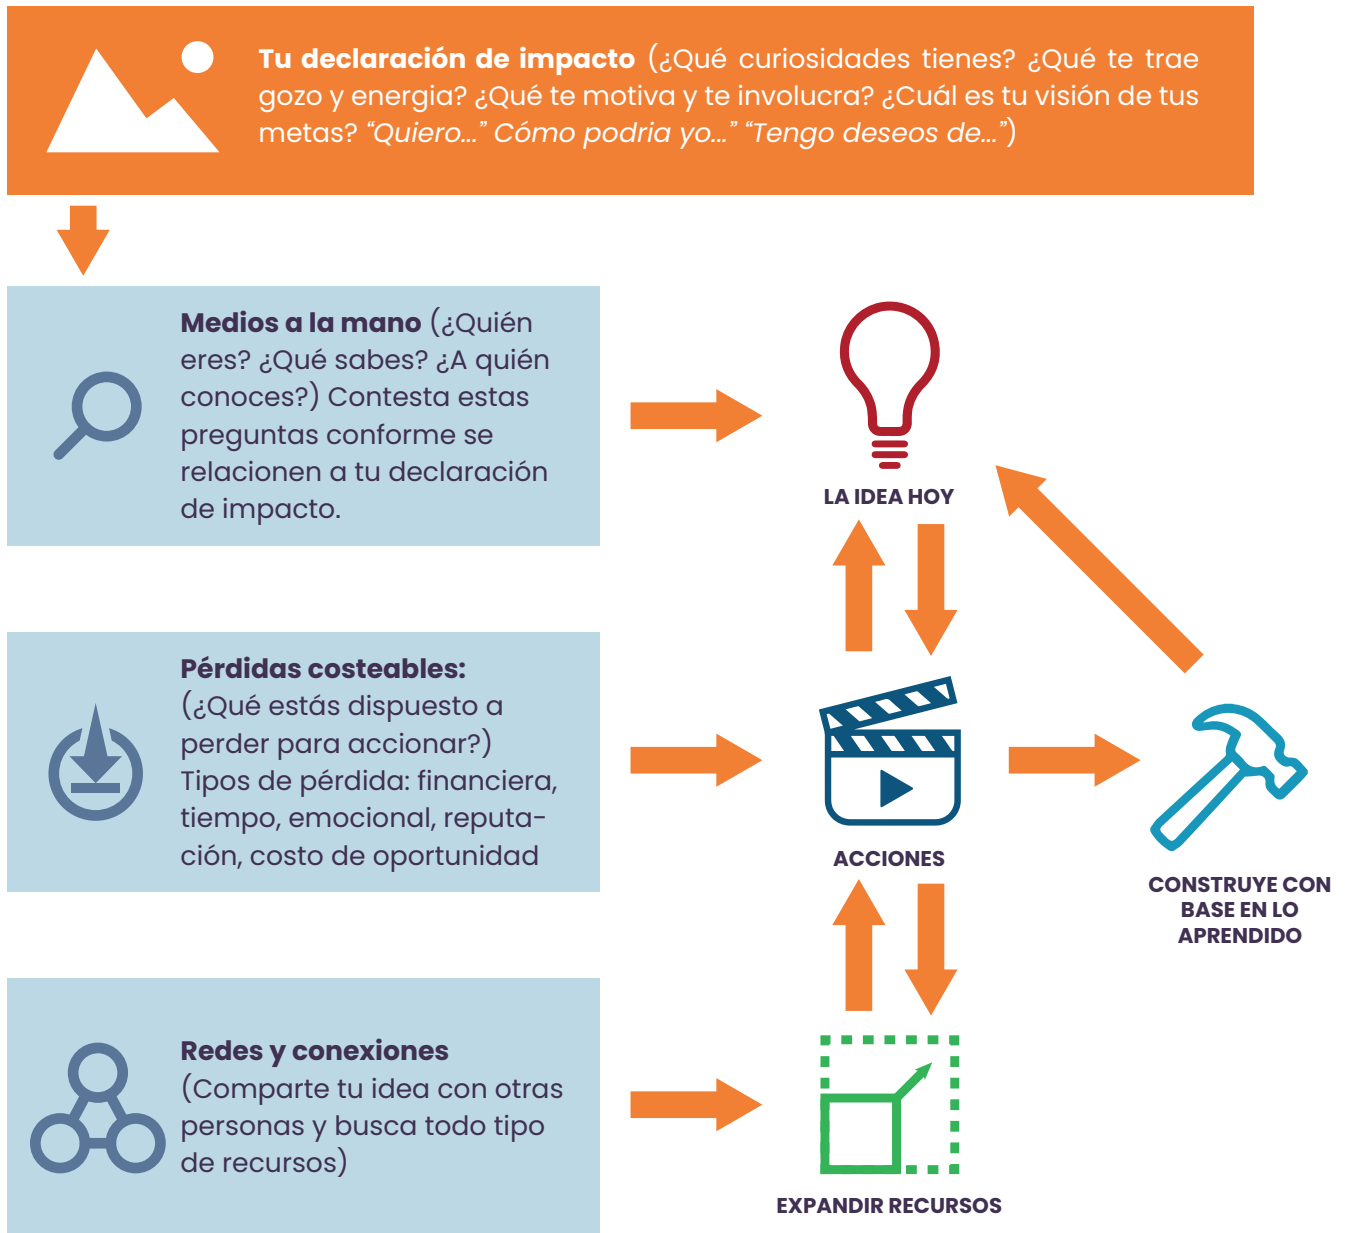 Tu declaración de impacto (¿Qué curiosidades tienes? ¿Qué te trae
gozo y energia? ¿Qué te motiva y te involucra? ¿Cuál es tu visión de tus
metas? “Quiero...” Cómo podria yo...” “Tengo deseos de...”)
Medios a la mano (¿Quién
eres? ¿Qué sabes? ¿A quién
conoces?) Contesta estas
preguntas conforme se
relacionen a tu declaración
de impacto.
LA IDEA HOY
Pérdidas costeables:
(¿Qué estás dispuesto a
perder para accionar?)
Tipos de pérdida: financiera,
tiempo, emocional, reputa-
ción, costo de oportunidad
ACCIONES
CONSTRUYE CON
BASE EN LO
APRENDIDO
Redes y conexiones
(Comparte tu idea con otras
personas y busca todo tipo
de recursos)
EXPANDIR RECURSOS